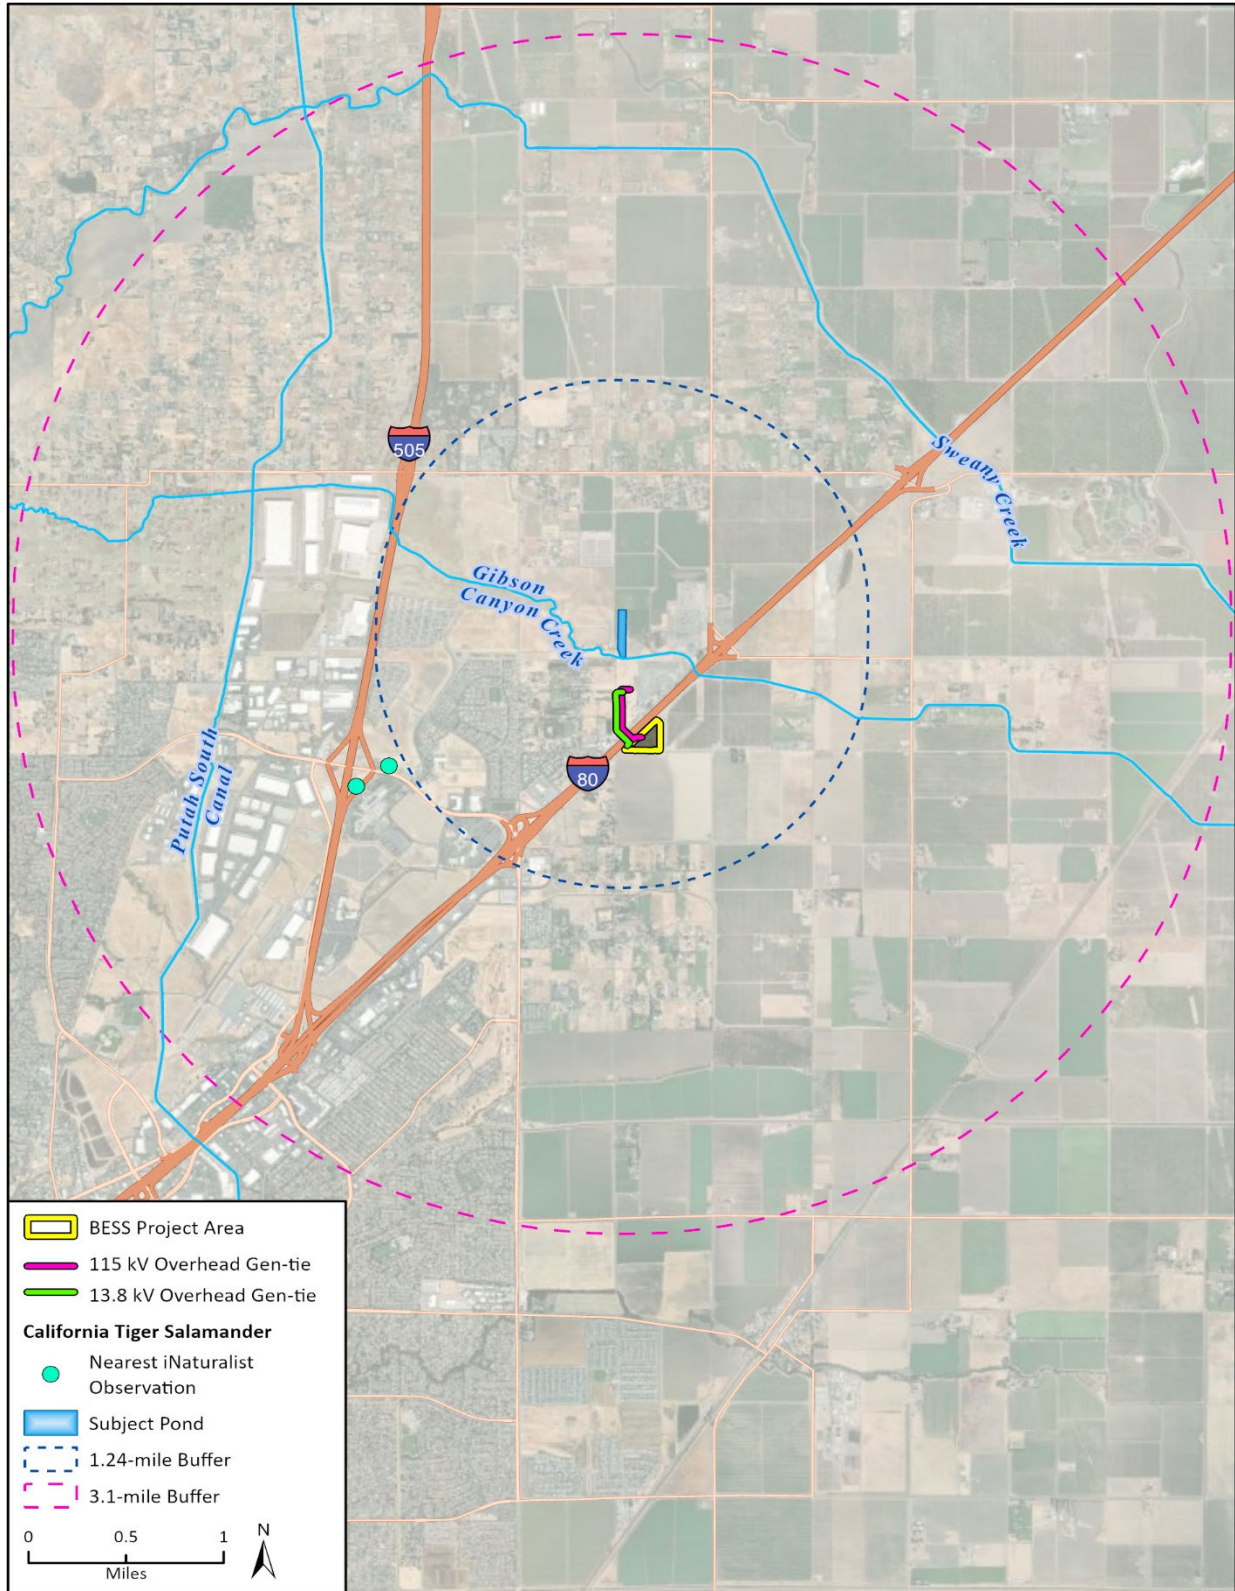 505
Sweany Creek
Gibson
Canyon Creek
Putah South
Canal
80
BESS Project Area
115 kV Overhead Gen-tie
13.8 kV Overhead Gen-tie
California Tiger Salamander
Nearest iNaturalist
Observation
Subject Pond
1.24-mile Buffer
3.1-mile Buffer
0 0.5 1
Miles
N